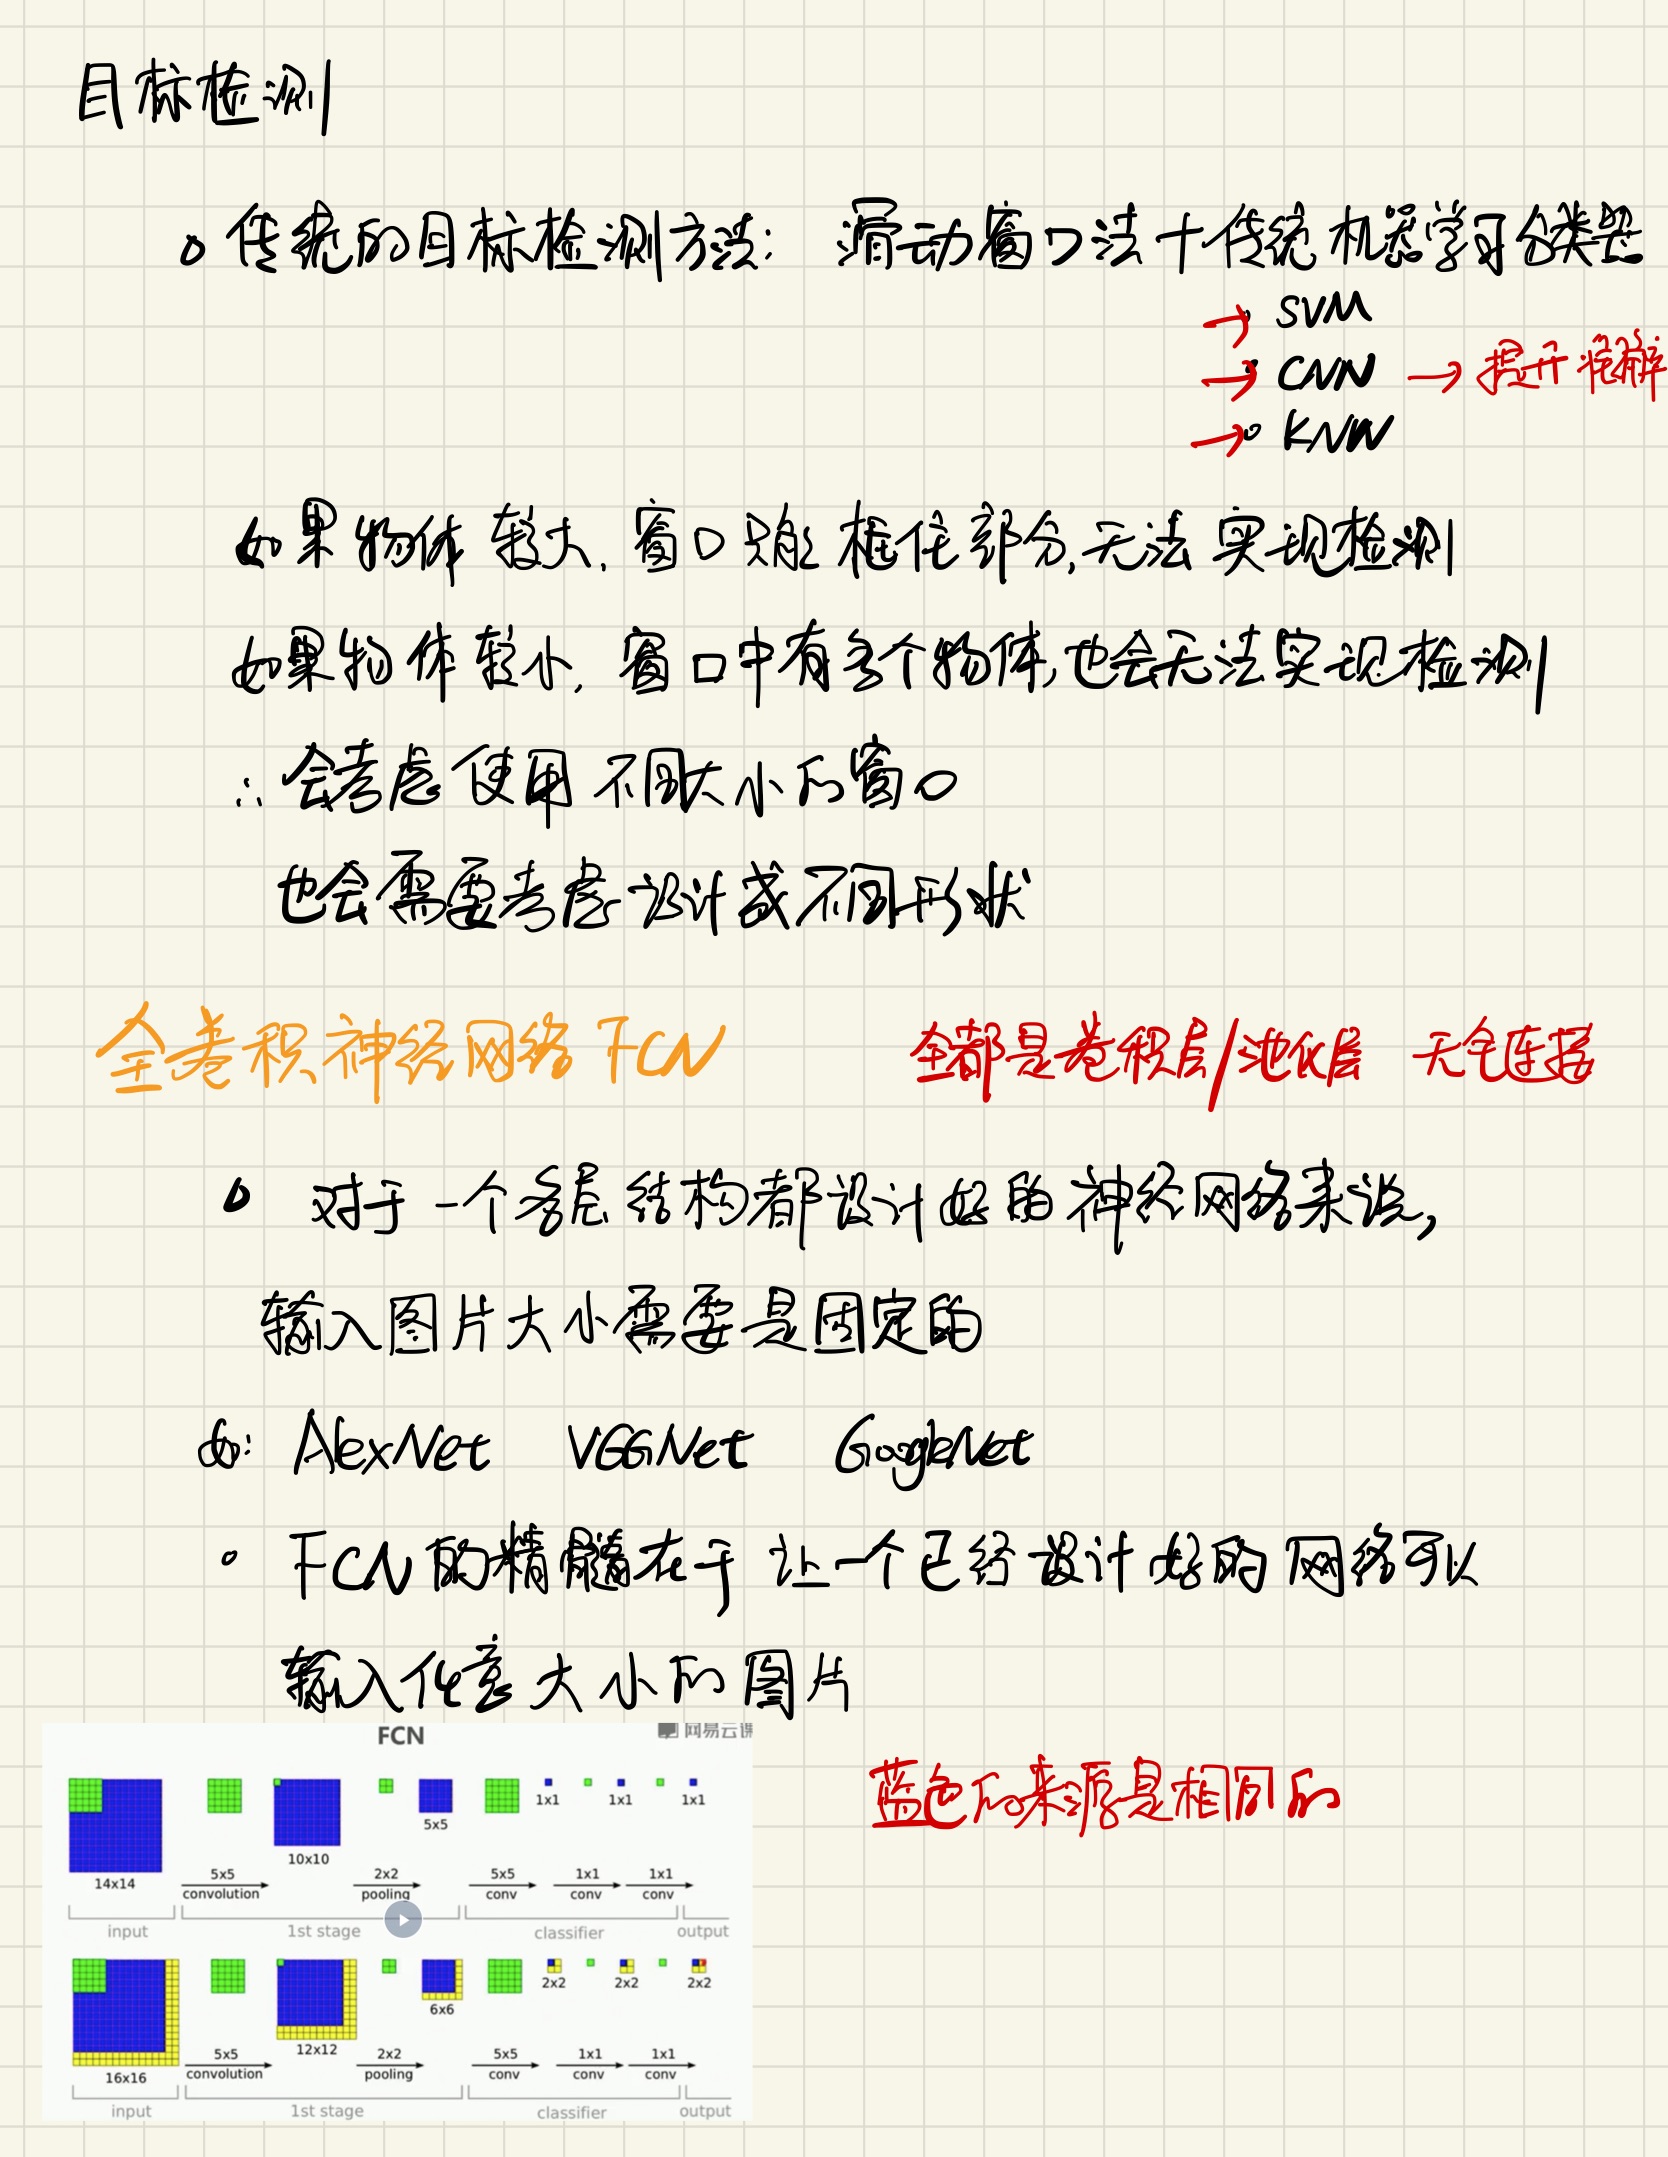 目标检测
。传统的目标检测方法: 滑动窗口法+传统机器学习分类器
→ 。SVM
→ 。CNN → 提升准确率
→ 。KNN
如果物体较大, 窗口只能框住部分,无法实现检测
如果物体较小, 窗口中有多个物体,也会无法实现检测
∴ 会考虑使用不同大小的窗口
也会需要考虑设计成不同形状
全卷积神经网络 FCN 全都是卷积层/池化层 无全连接
。对于一个各层结构都设计好的神经网络来说,
输入图片大小需要是固定的
如: AlexNet VGGNet GoogleNet
。FCN的精髓在于 让一个已经设计好的网络可以
输入任意大小的图片
FCN 网易云课
蓝色的来源是相同的
1x1 1x1 1x1
5x5
10x10
14x14
5x5 convolution 2x2 pooling 5x5 conv 1x1 conv 1x1 conv
input 1st stage classifier output
2x2 2x2 2x2
6x6
12x12
16x16
5x5 convolution 2x2 pooling 5x5 conv 1x1 conv 1x1 conv
input 1st stage classifier output